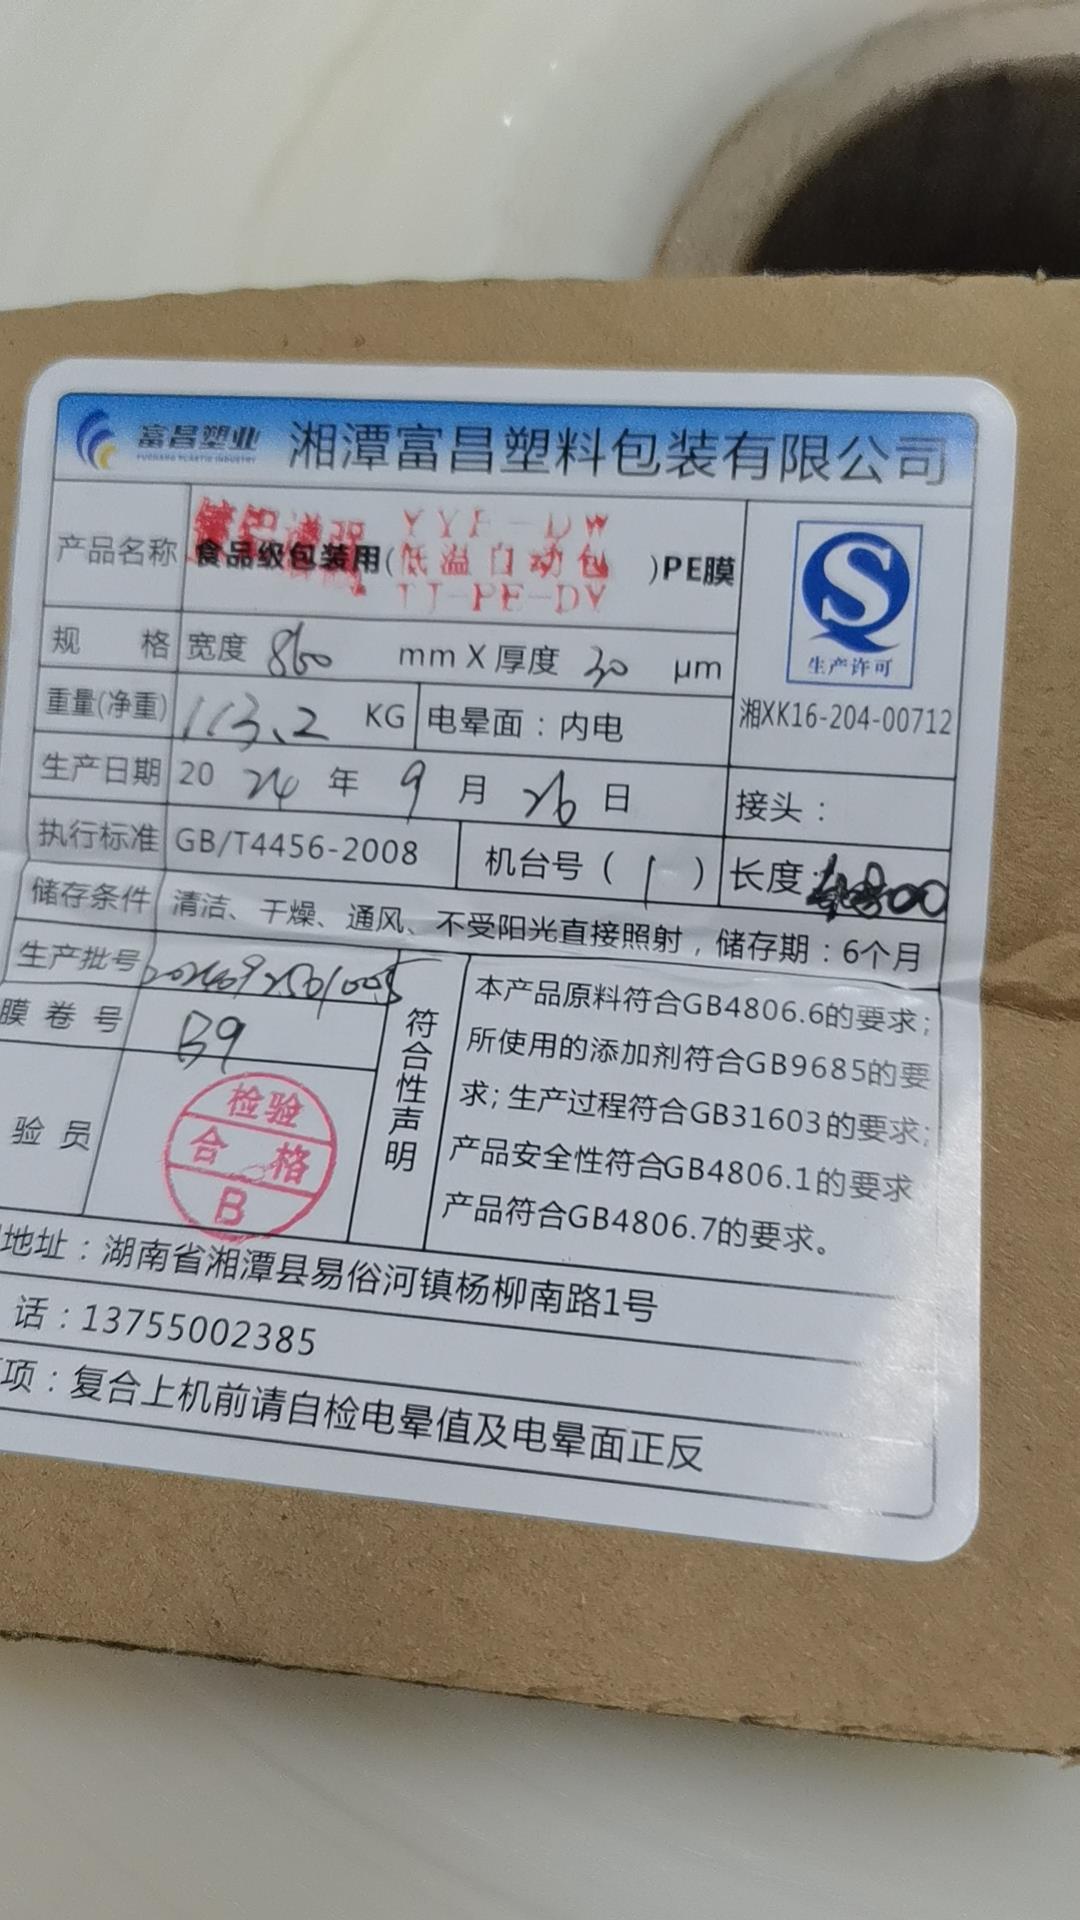 富昌塑业 湘潭富昌塑料包装有限公司
FUCHANG PLASTIC INDUSTRY
产品名称 食品级包装用(低温自动包)PE膜
规 格 宽度 860 mm X 厚度 30 μm
生产许可
湘XK16-204-00712
重量(净重) 113.2 KG 电晕面：内电
生产日期 20 24 年 9 月 26 日 接头：
执行标准 GB/T4456-2008 机台号（ 1 ） 长度：
储存条件 清洁、干燥、通风、不受阳光直接照射，储存期：6个月
生产批号
膜 卷 号 B9
验 员
检验
合 格
B
符合性声明
本产品原料符合GB4806.6的要求；
所使用的添加剂符合GB9685的要
求；生产过程符合GB31603的要求；
产品安全性符合GB4806.1的要求
产品符合GB4806.7的要求。
地址：湖南省湘潭县易俗河镇杨柳南路1号
话：13755002385
项：复合上机前请自检电晕值及电晕面正反